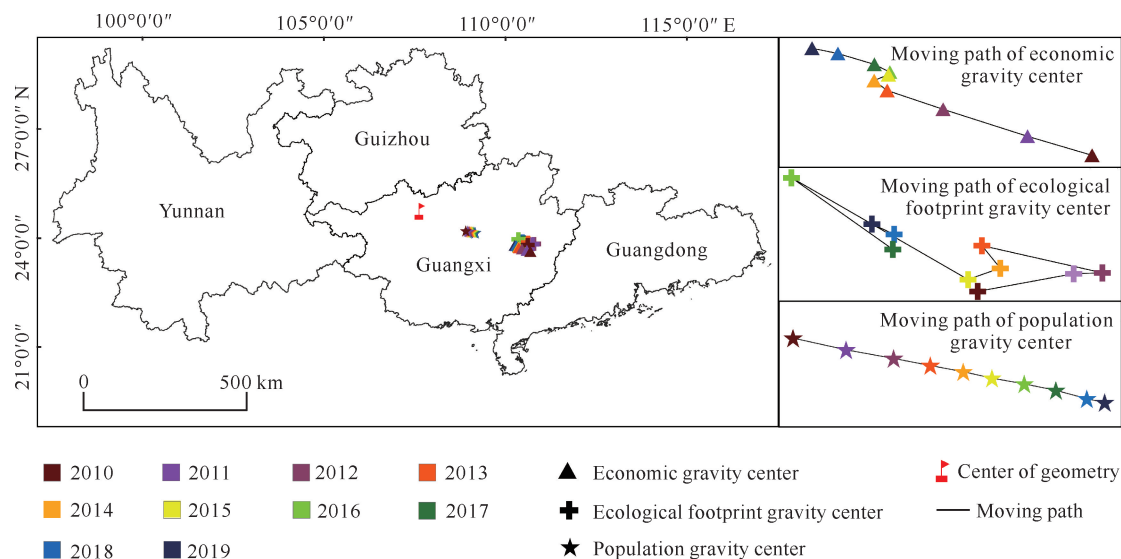 100°0′0″ 105°0′0″ 110°0′0″ 115°0′0″ E
27°0′0″ N
24°0′0″
21°0′0″
Guizhou
Yunnan
Guangxi
Guangdong
0 500 km
Moving path of economic
gravity center
Moving path of ecological
footprint gravity center
Moving path of population
gravity center
2010 2011 2012 2013 Economic gravity center Center of geometry
2014 2015 2016 2017 Ecological footprint gravity center Moving path
2018 2019 Population gravity center